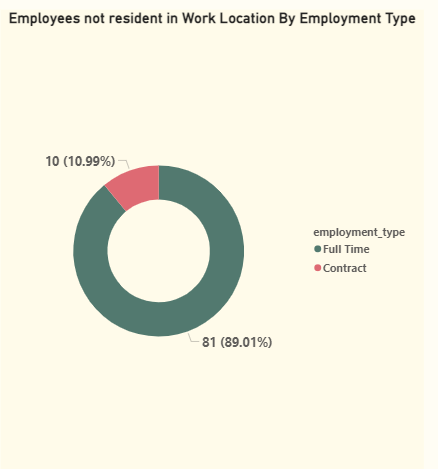 Employees not resident in Work Location By Employment Type
10 (10.99%)
employment_type
Full Time
Contract
81 (89.01%)